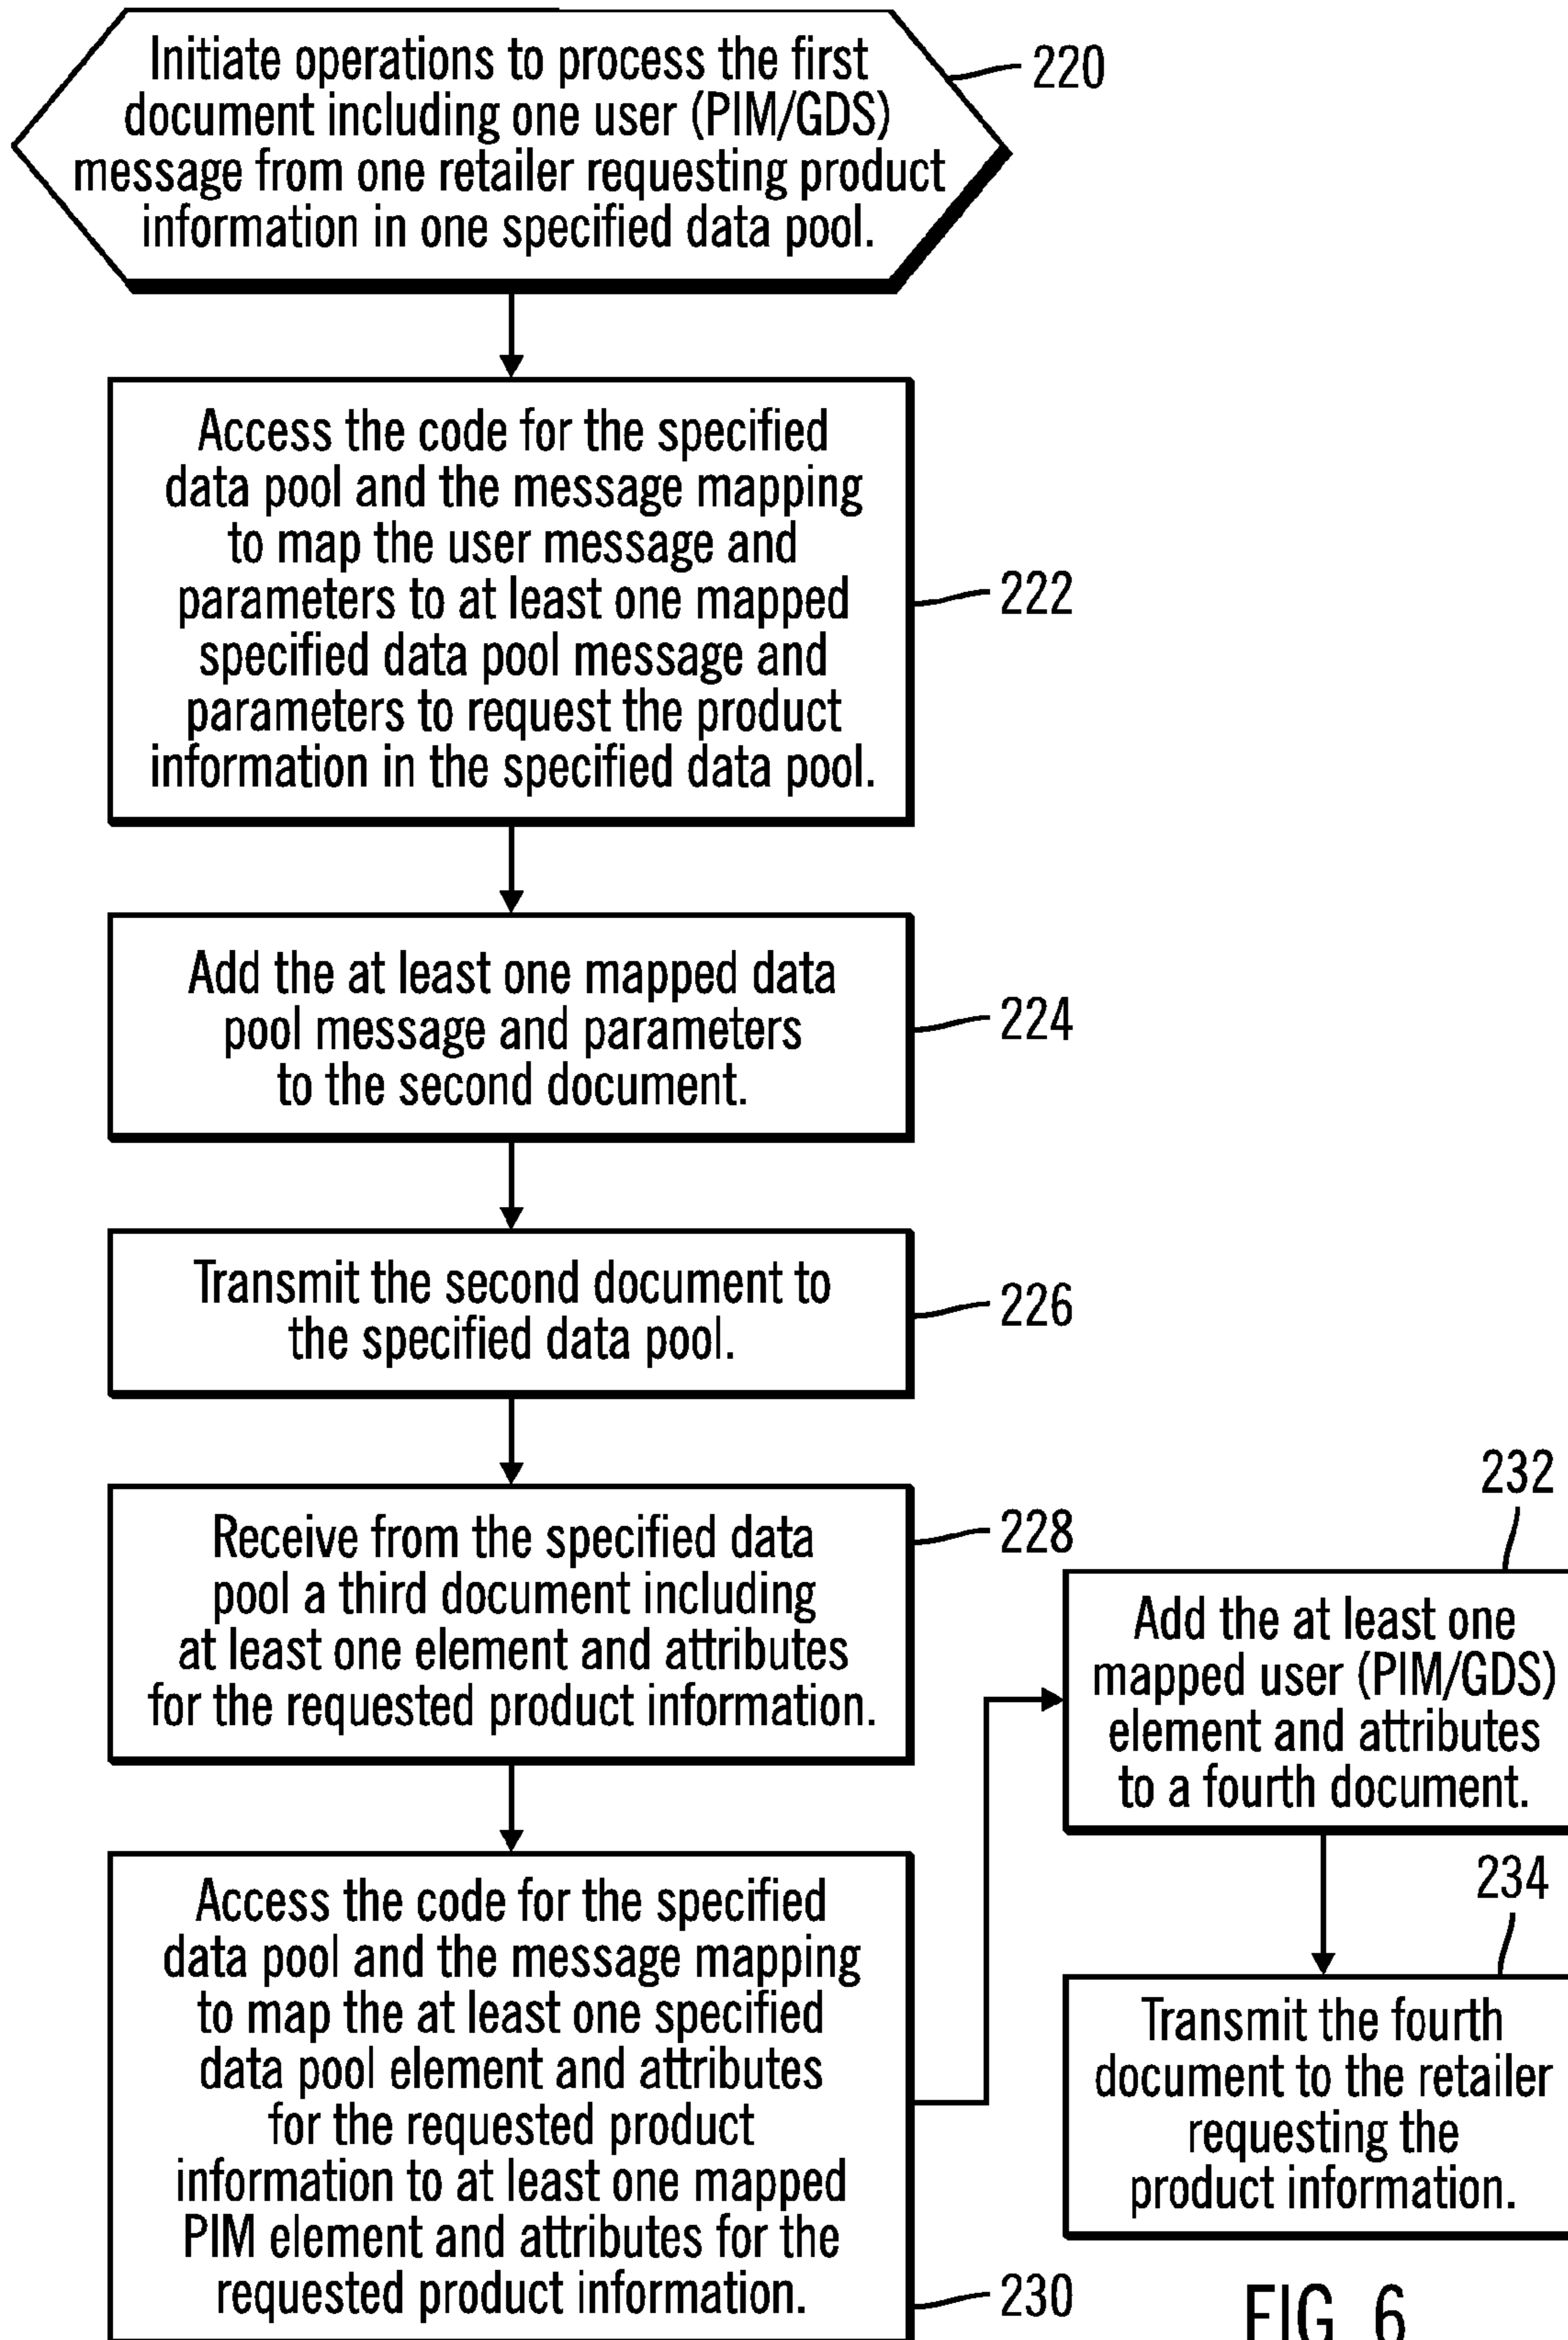 Initiate operations to process the first
document including one user (PIM/GDS)
message from one retailer requesting product
information in one specified data pool.
220
Access the code for the specified
data pool and the message mapping
to map the user message and
parameters to at least one mapped
specified data pool message and
parameters to request the product
information in the specified data pool.
222
Add the at least one mapped data
pool message and parameters
to the second document.
224
Transmit the second document to
the specified data pool.
226
Receive from the specified data
pool a third document including
at least one element and attributes
for the requested product information.
228
Access the code for the specified
data pool and the message mapping
to map the at least one specified
data pool element and attributes
for the requested product
information to at least one mapped
PIM element and attributes for the
requested product information.
230
232
Add the at least one
mapped user (PIM/GDS)
element and attributes
to a fourth document.
234
Transmit the fourth
document to the retailer
requesting the
product information.
FIG. 6